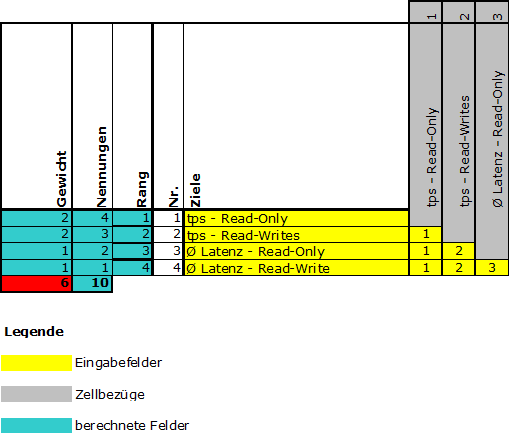 1 2 3
Gewicht Nennungen Rang Nr. Ziele tps - Read-Only tps - Read-Writes Ø Latenz - Read-Only
2 4 1 1 tps - Read-Only
2 3 2 2 tps - Read-Writes 1
1 2 3 3 Ø Latenz - Read-Only 1 2
1 1 4 4 Ø Latenz - Read-Write 1 2 3
6 10
Legende
Eingabefelder
Zellbezüge
berechnete Felder